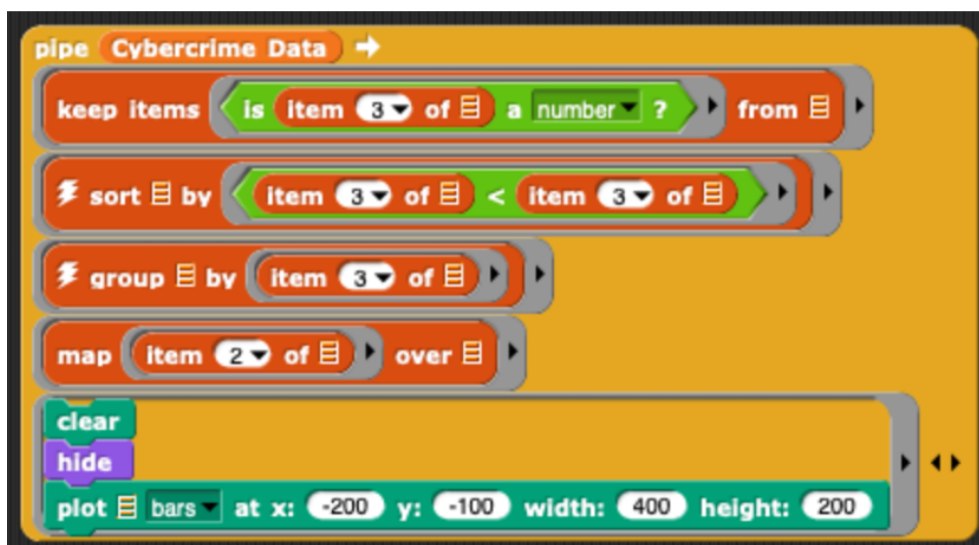 pipe Cybercrime Data
keep items is item 3 of a number ? from
sort by item 3 of < item 3 of
group by item 3 of
map item 2 of over
clear
hide
plot bars at x: -200 y: -100 width: 400 height: 200